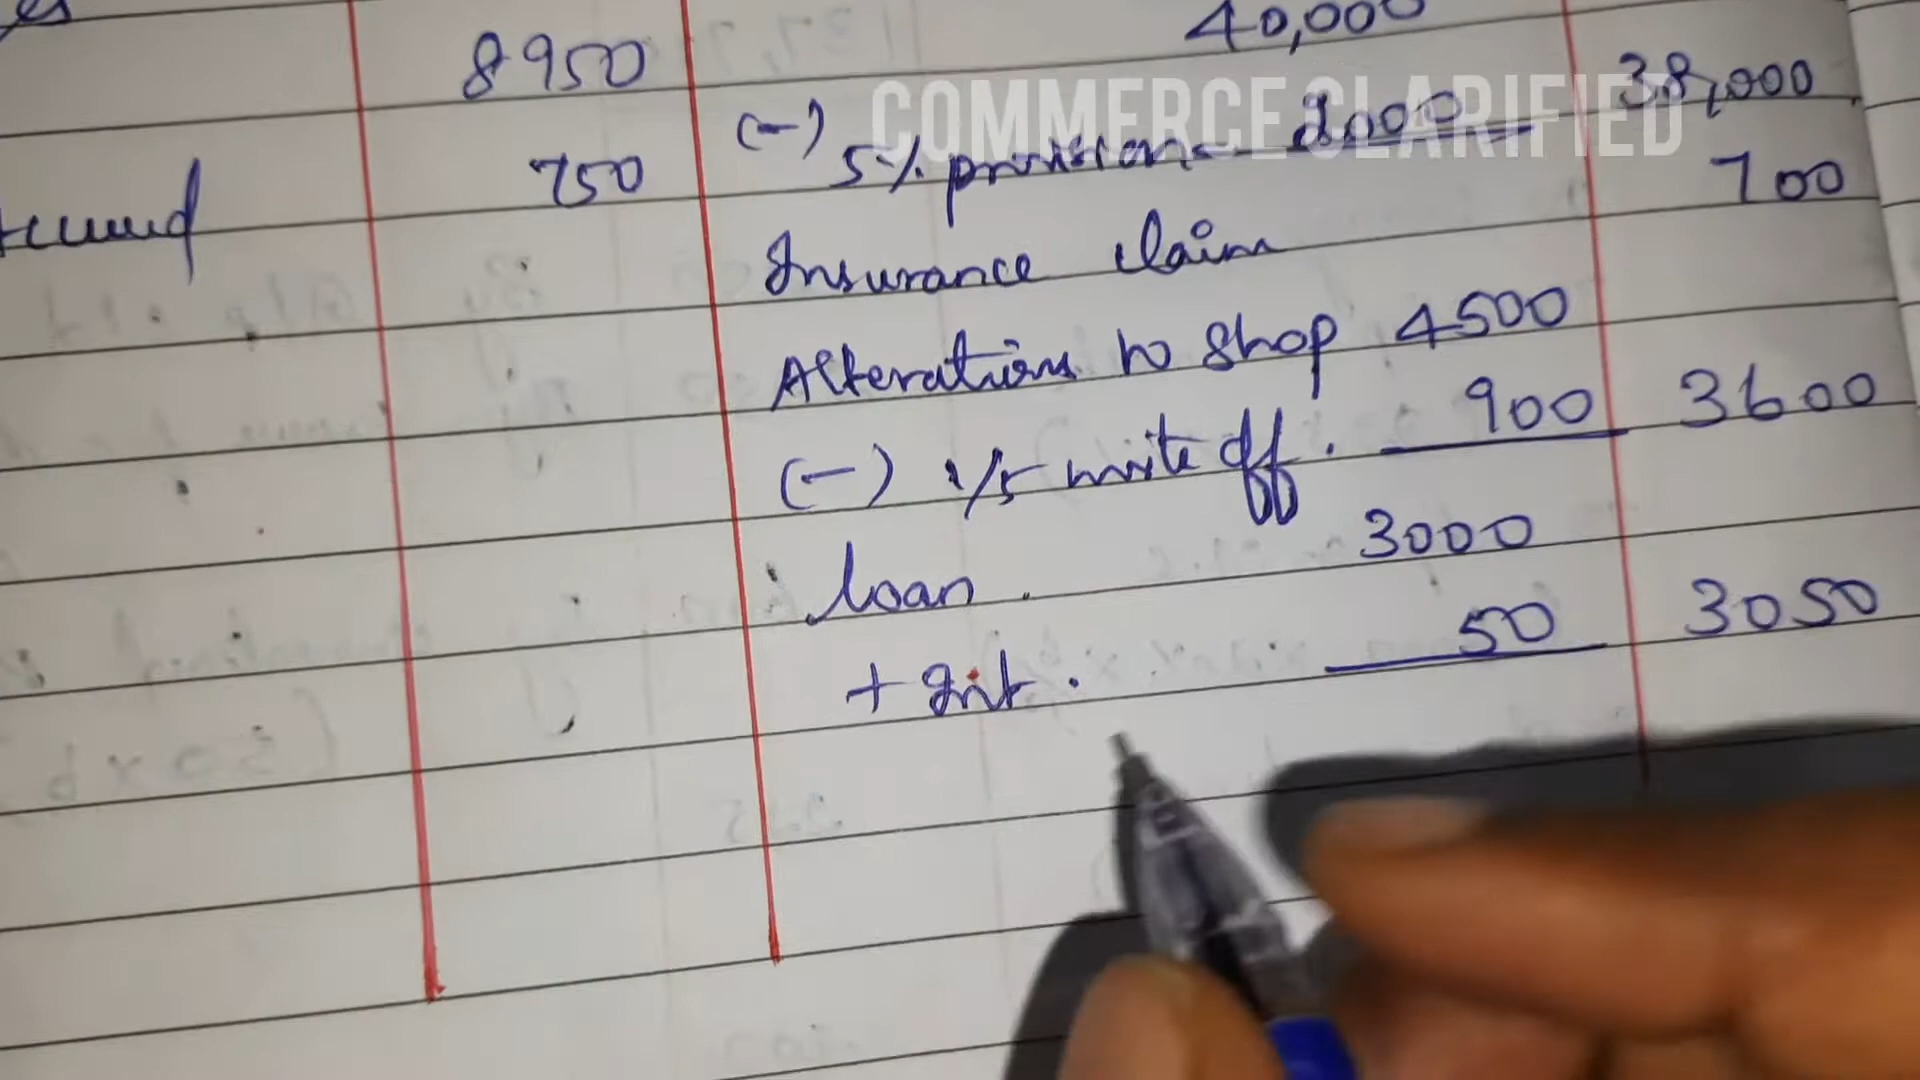 8950
40,000
COMMERCE CLARIFIED
(-) 5% provision 2000 38,000
750
700
Insurance claim
Alterations to shop 4500
(-) 1/5 write off. 900 3600
loan. 3000
+ Int. 50 3050